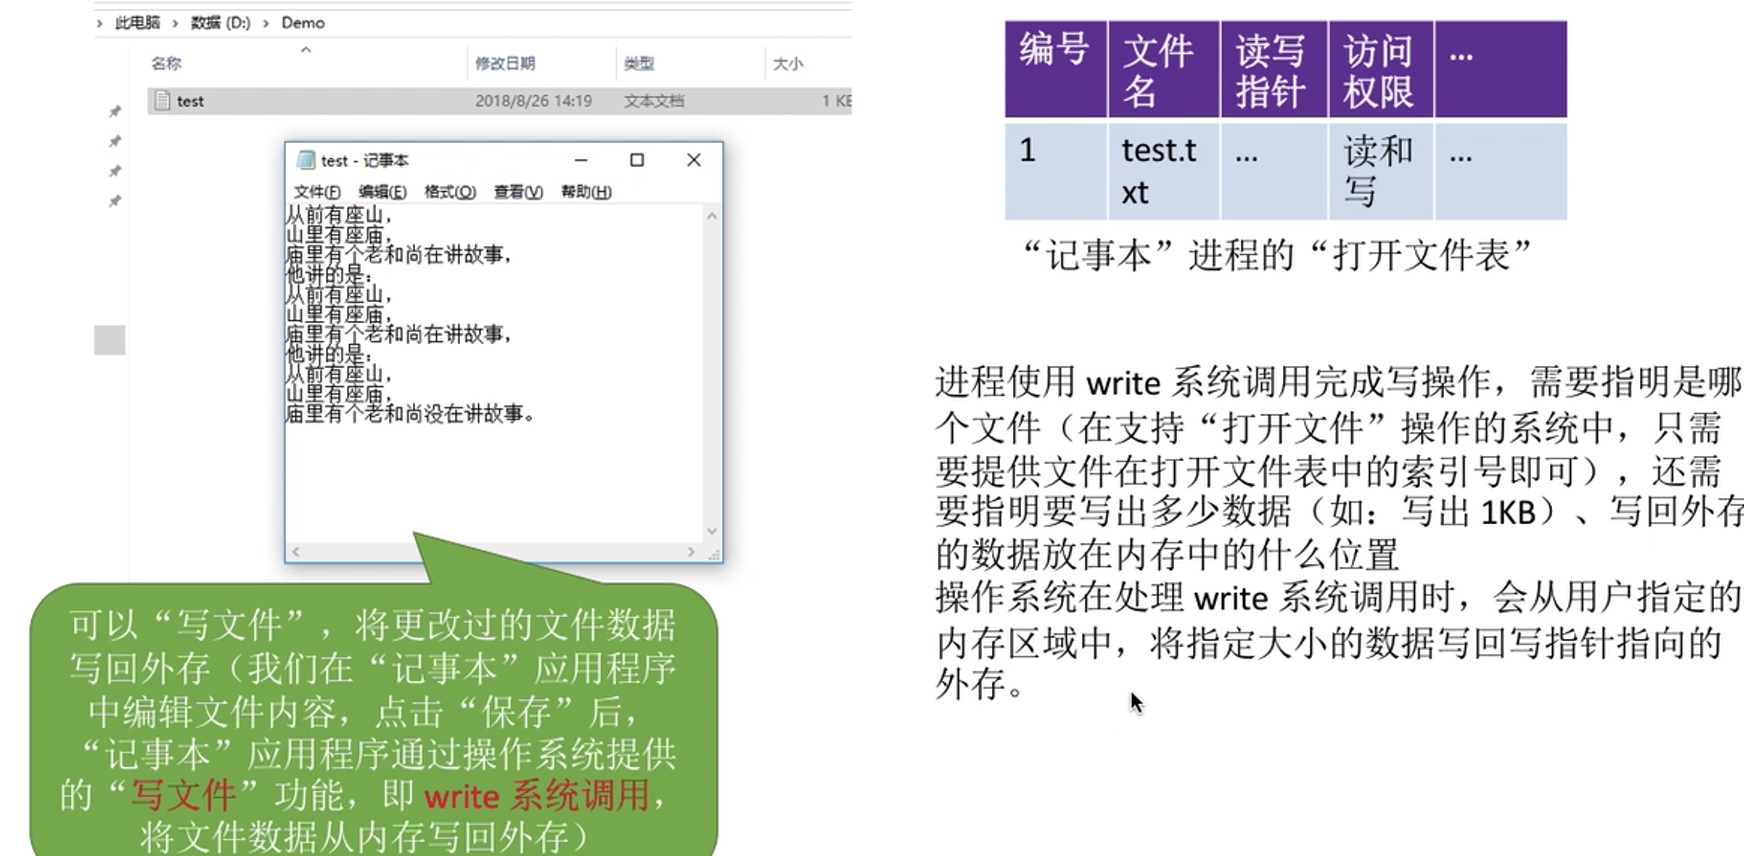 此电脑 > 数据 (D:) > Demo
名称 修改日期 类型 大小
test 2018/8/26 14:19 文本文档 1 KB
test - 记事本
文件(F) 编辑(E) 格式(O) 查看(V) 帮助(H)
从前有座山,
山里有座庙,
庙里有个老和尚在讲故事,
他讲的是:
从前有座山,
山里有座庙,
庙里有个老和尚在讲故事,
他讲的是:
从前有座山,
山里有座庙,
庙里有个老和尚没在讲故事。
可以“写文件”，将更改过的文件数据
写回外存（我们在“记事本”应用程序
中编辑文件内容，点击“保存”后，
“记事本”应用程序通过操作系统提供
的“写文件”功能，即 write 系统调用，
将文件数据从内存写回外存）
编号 文件 读写 访问 ...
名 指针 权限
1 test.t ... 读和 ...
xt 写
“记事本”进程的“打开文件表”
进程使用 write 系统调用完成写操作，需要指明是哪
个文件（在支持“打开文件”操作的系统中，只需
要提供文件在打开文件表中的索引号即可），还需
要指明要写出多少数据（如：写出 1KB）、写回外存
的数据放在内存中的什么位置
操作系统在处理 write 系统调用时，会从用户指定的
内存区域中，将指定大小的数据写回写指针指向的
外存。